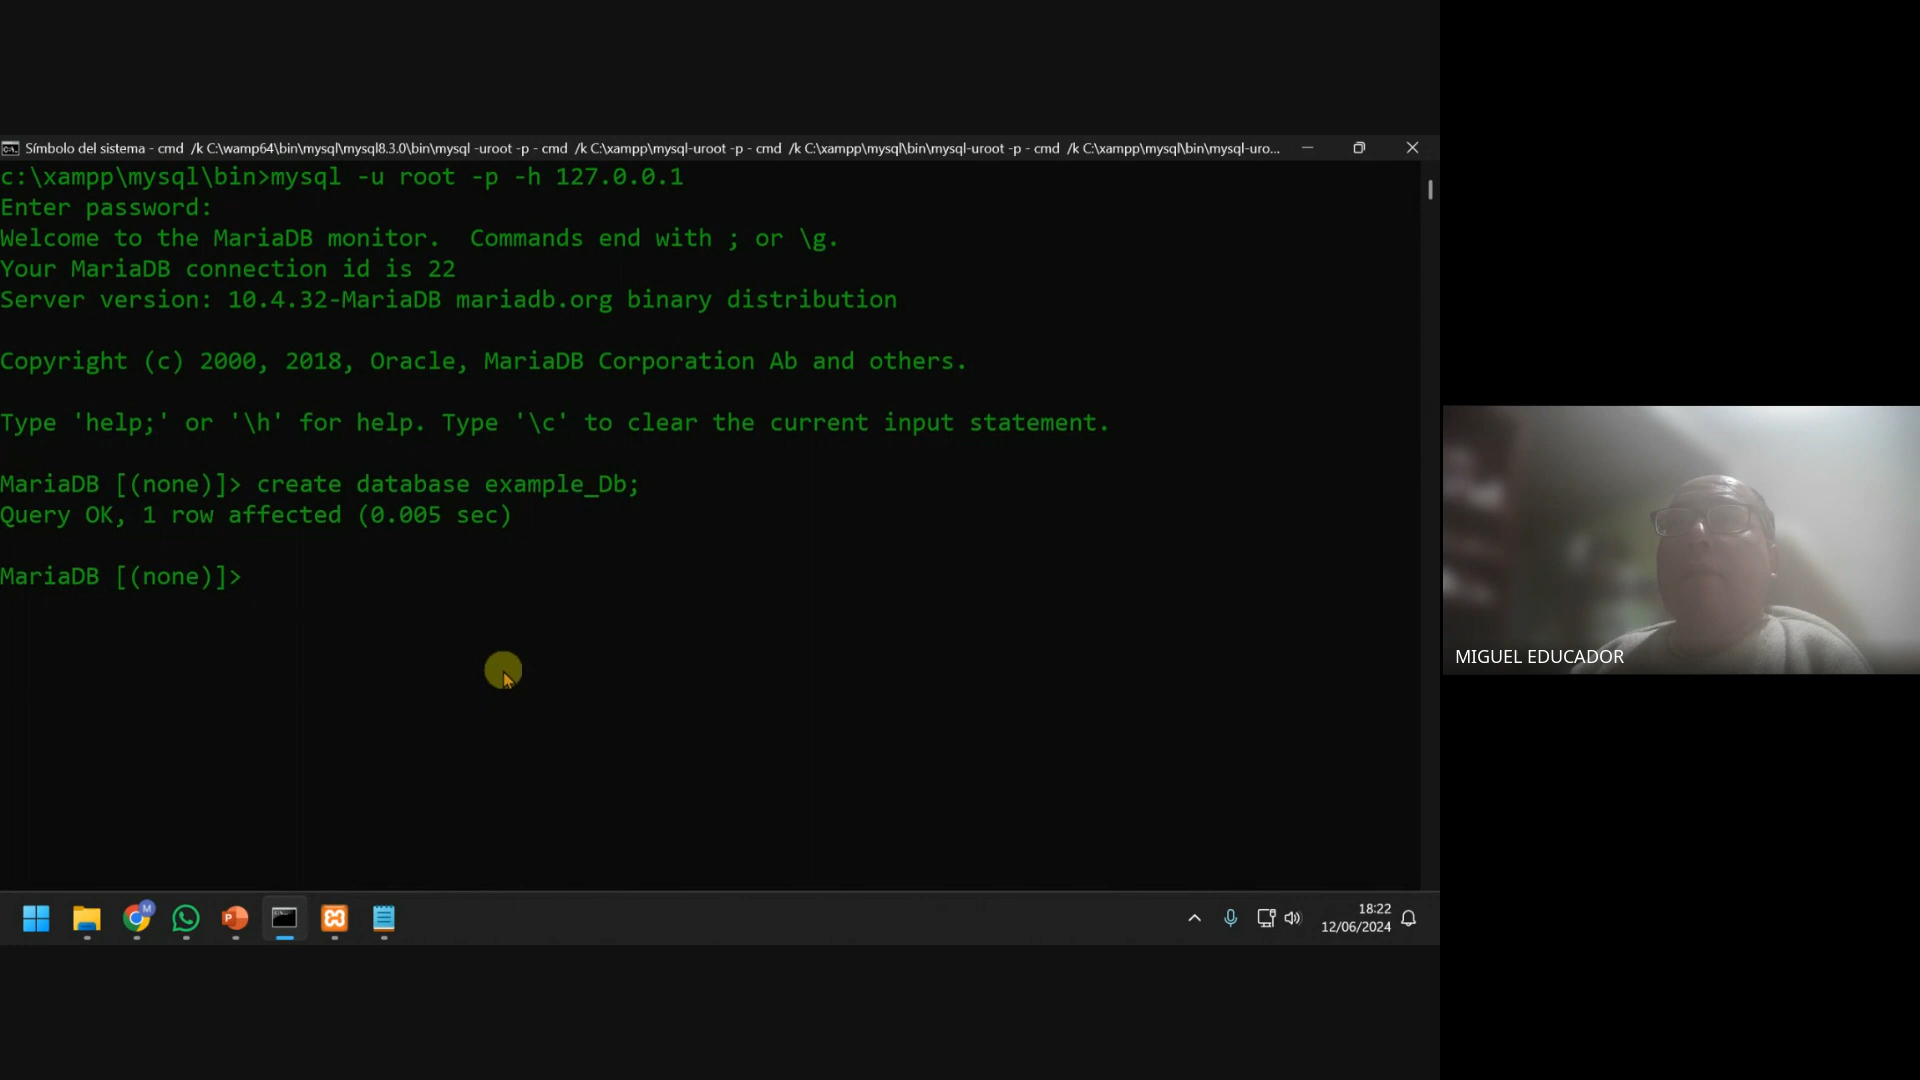 Símbolo del sistema - cmd /k C:\wamp64\bin\mysql\mysql8.3.0\bin\mysql -uroot -p - cmd /k C:\xampp\mysql-uroot -p - cmd /k C:\xampp\mysql\bin\mysql-uroot -p - cmd /k C:\xampp\mysql\bin\mysql-uro...
c:\xampp\mysql\bin>mysql -u root -p -h 127.0.0.1
Enter password:
Welcome to the MariaDB monitor.  Commands end with ; or \g.
Your MariaDB connection id is 22
Server version: 10.4.32-MariaDB mariadb.org binary distribution
Copyright (c) 2000, 2018, Oracle, MariaDB Corporation Ab and others.
Type 'help;' or '\h' for help. Type '\c' to clear the current input statement.
MariaDB [(none)]> create database example_Db;
Query OK, 1 row affected (0.005 sec)
MariaDB [(none)]>
MIGUEL EDUCADOR
18:22
12/06/2024